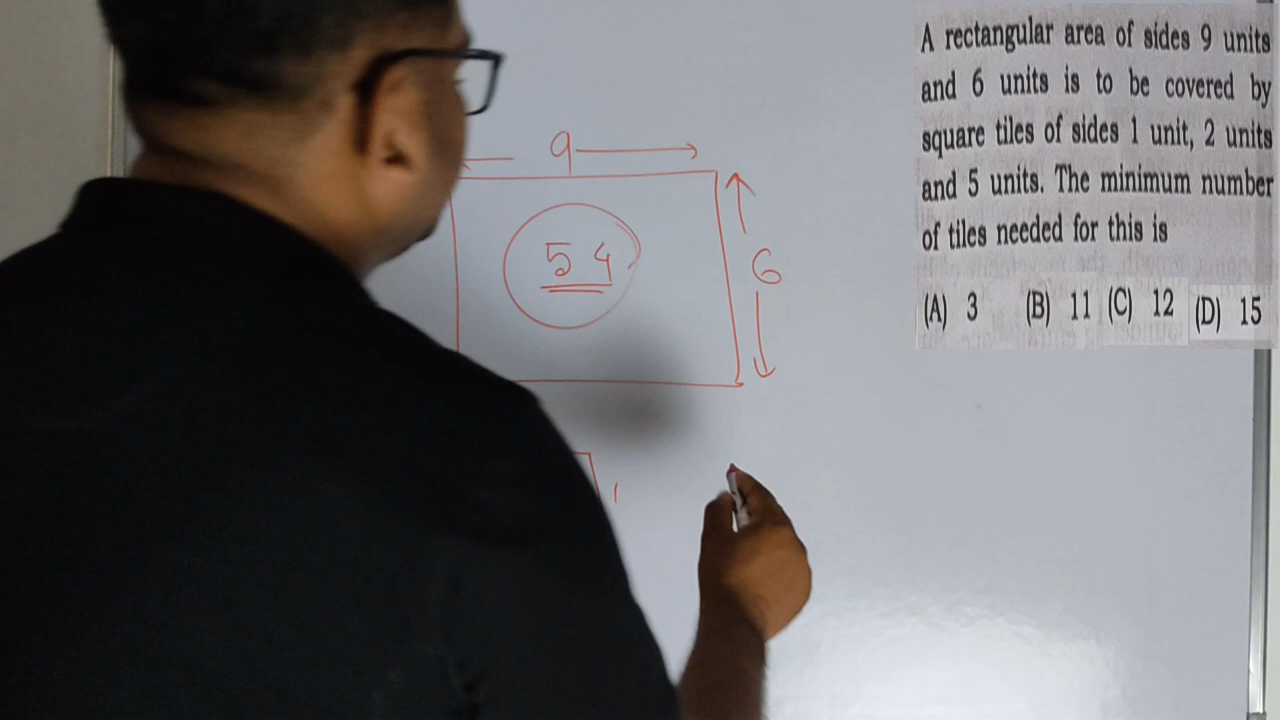 A rectangular area of sides 9 units
and 6 units is to be covered by
square tiles of sides 1 unit, 2 units
and 5 units. The minimum number
of tiles needed for this is
(A) 3 (B) 11 (C) 12 (D) 15
9
54
6
1